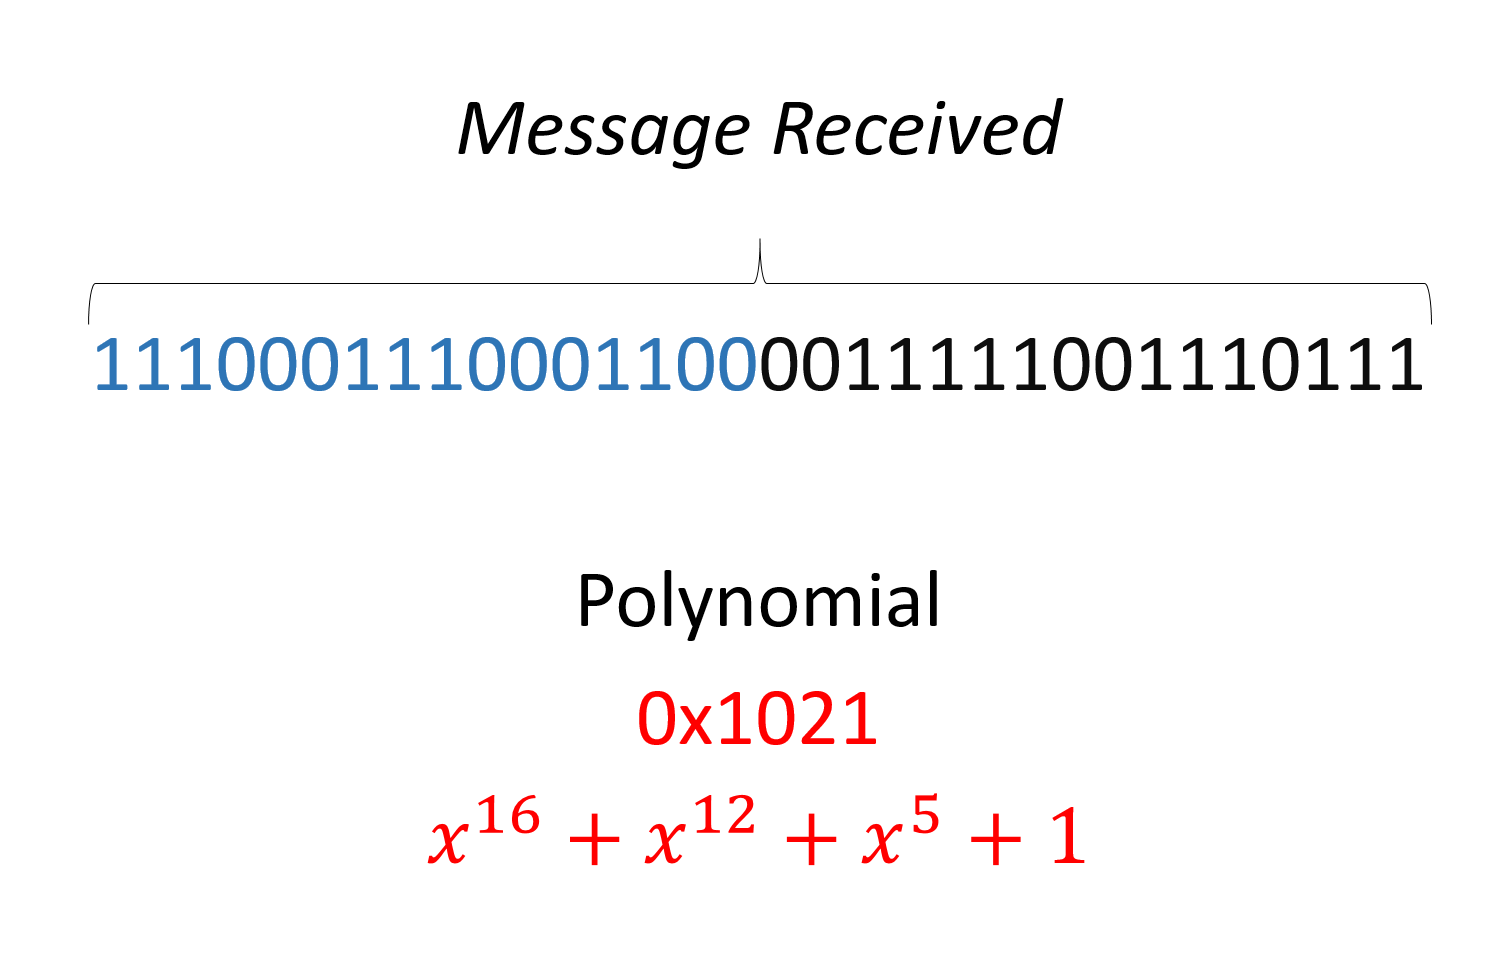 Message Received
11100011100011000011111001110111
Polynomial
0x1021
x¹⁶ + x¹² + x⁵ + 1